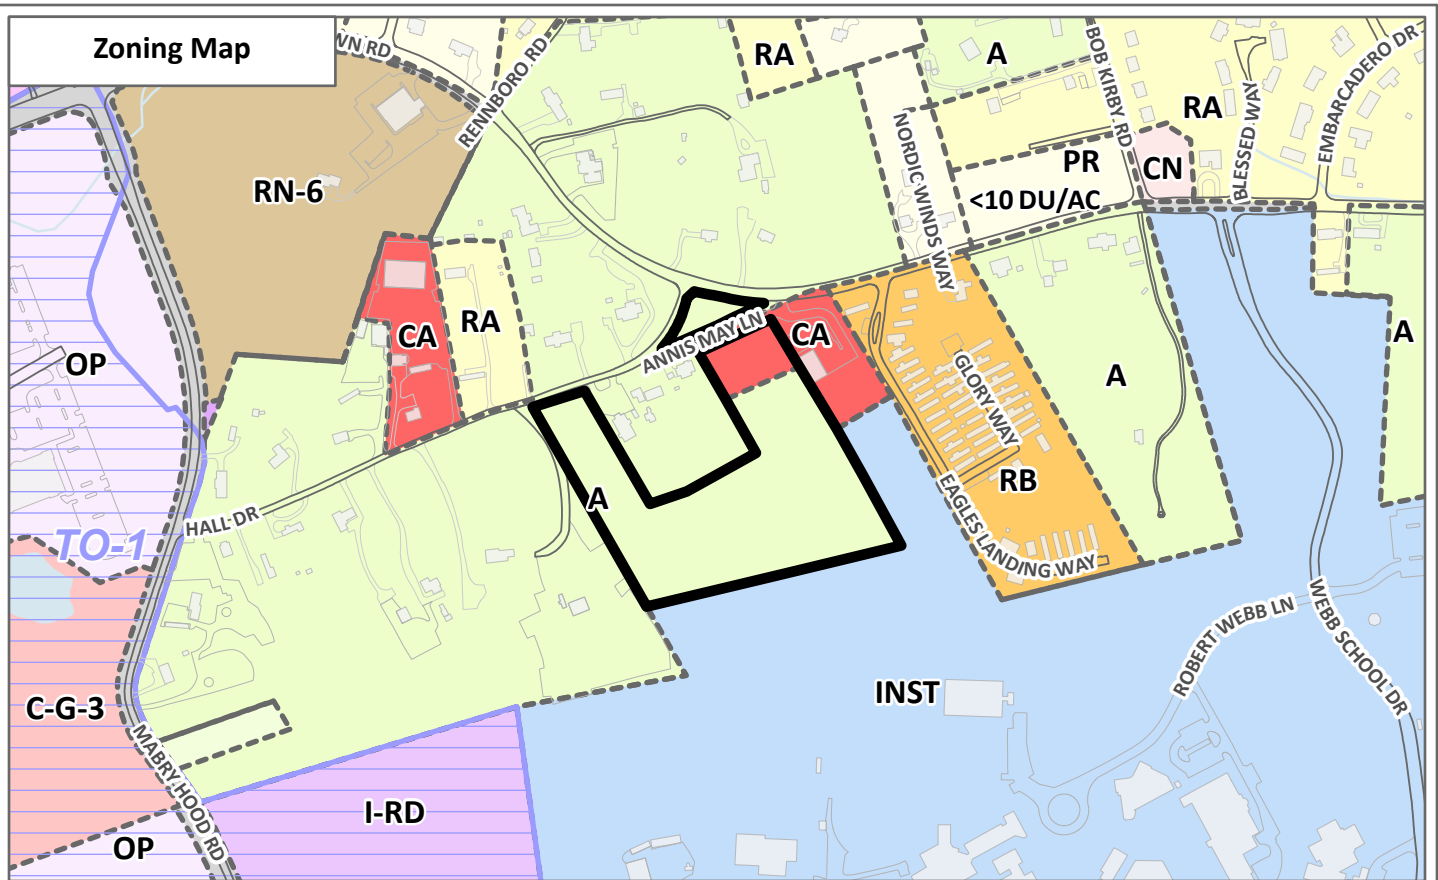 Zoning Map
WN RD
RENNBORO RD
RA
A
BOB KIRBY RD
RA
BLESSED WAY
EMBARCADERO DR
NORDIC WINDS WAY
PR
<10 DU/AC
CN
RN-6
OP
CA
RA
ANNIS MAY LN
CA
GLORY WAY
A
A
RB
EAGLES LANDING WAY
A
HALL DR
TO-1
C-G-3
MABRY HOOD RD
I-RD
OP
INST
ROBERT WEBB LN
WEBB SCHOOL DR